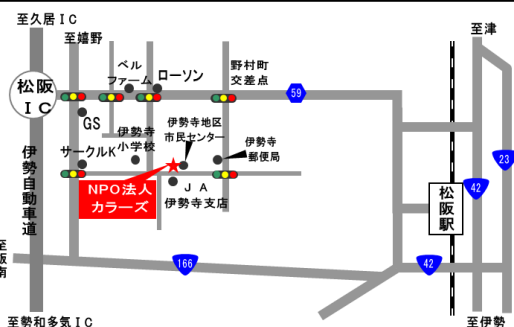 至久居IC
至嬉野
至津
ベル
ファーム
ローソン
野村町
交差点
松阪
IC
59
GS
伊勢寺
小学校
伊勢寺地区
市民センター
伊勢寺
郵便局
サークルK
23
伊勢自動車道
NPO法人
カラーズ
JA
伊勢寺支店
42
松阪駅
至飯南
166
42
至勢和多気IC
至伊勢